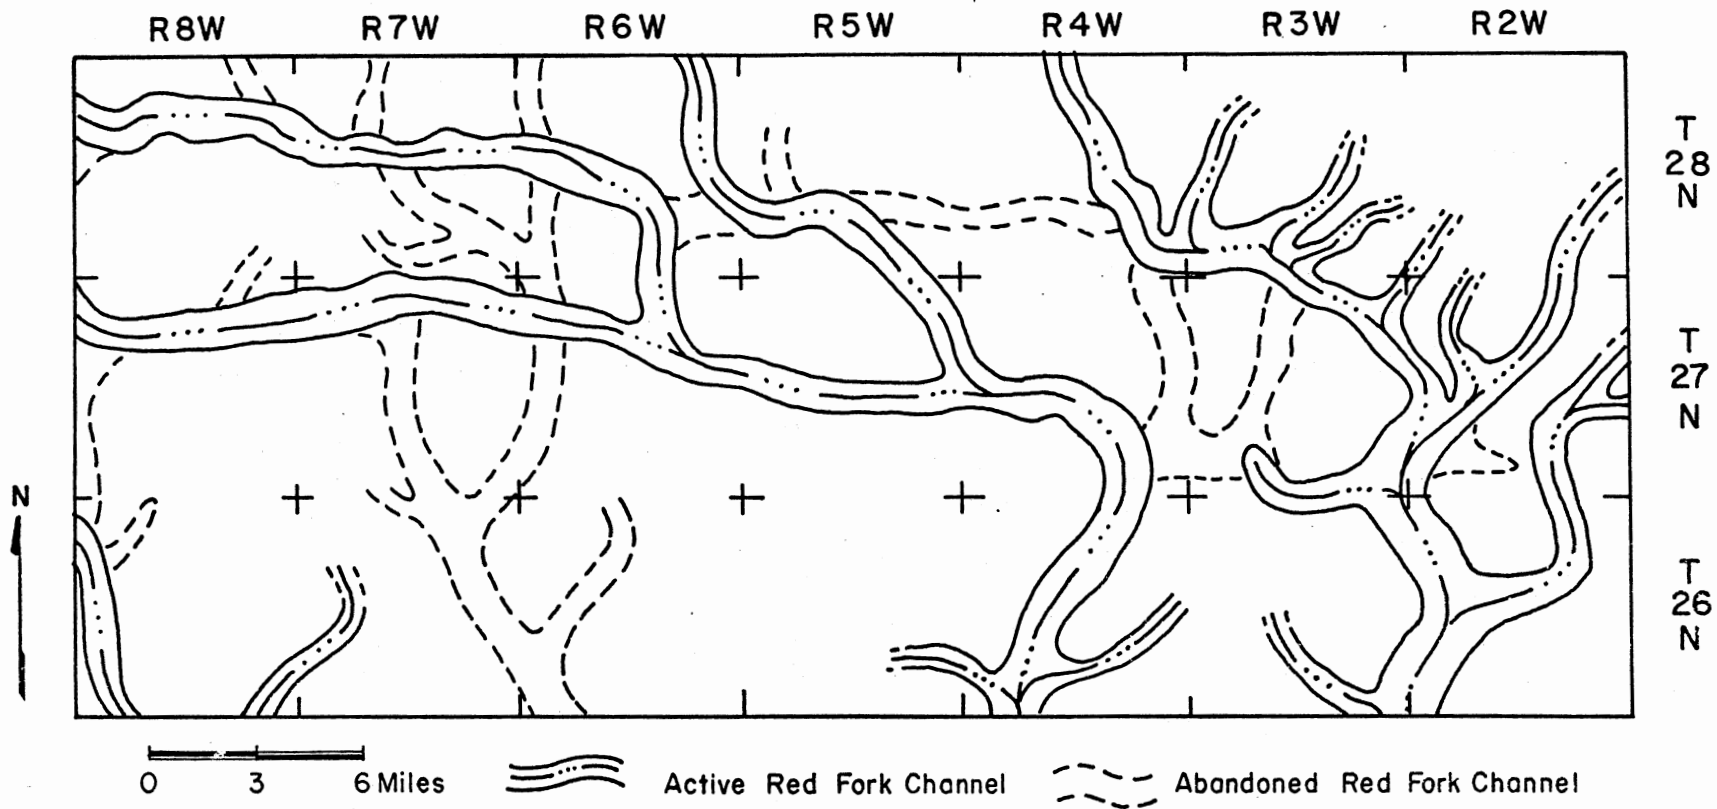 R8W R7W R6W R5W R4W R3W R2W
T
28
N
T
27
N
N
T
26
N
0 3 6 Miles
Active Red Fork Channel
Abandoned Red Fork Channel